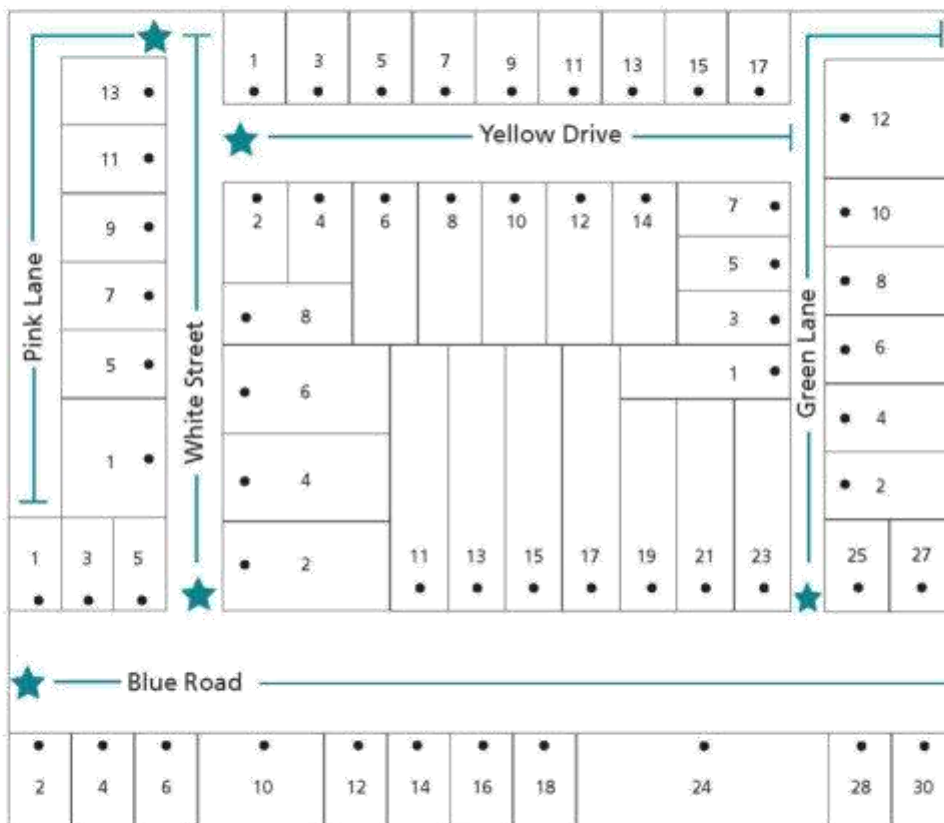 1 3 5 7 9 11 13 15 17
Yellow Drive
13
11
9
7
5
1
Pink Lane
White Street
2 4 6 8 10 12 14
8
6
4
2
7
5
3
1
Green Lane
12
10
8
6
4
2
1 3 5
11 13 15 17 19 21 23
25 27
Blue Road
2 4 6 10 12 14 16 18 24 28 30